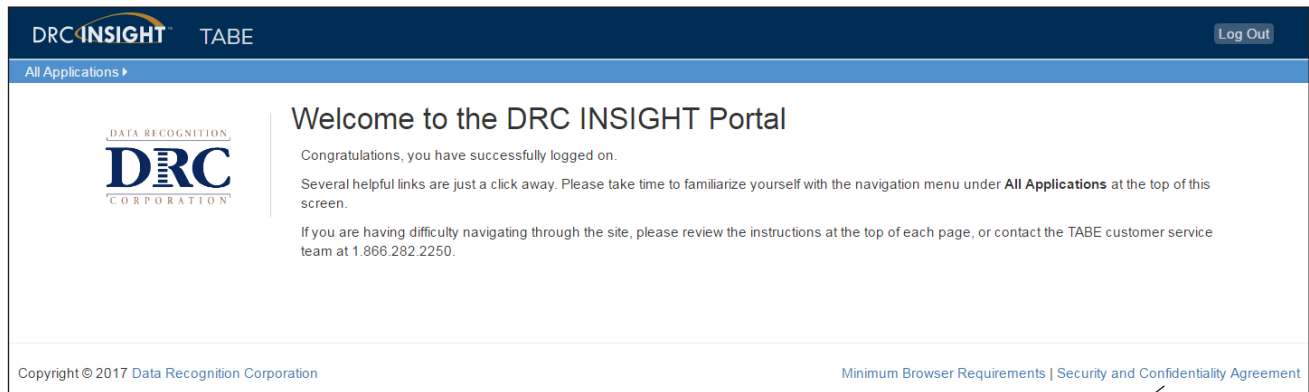 DRC INSIGHT™ TABE
Log Out
All Applications
DATA RECOGNITION
DRC
CORPORATION
Welcome to the DRC INSIGHT Portal
Congratulations, you have successfully logged on.
Several helpful links are just a click away. Please take time to familiarize yourself with the navigation menu under All Applications at the top of this
screen.
If you are having difficulty navigating through the site, please review the instructions at the top of each page, or contact the TABE customer service
team at 1.866.282.2250.
Copyright © 2017 Data Recognition Corporation
Minimum Browser Requirements | Security and Confidentiality Agreement